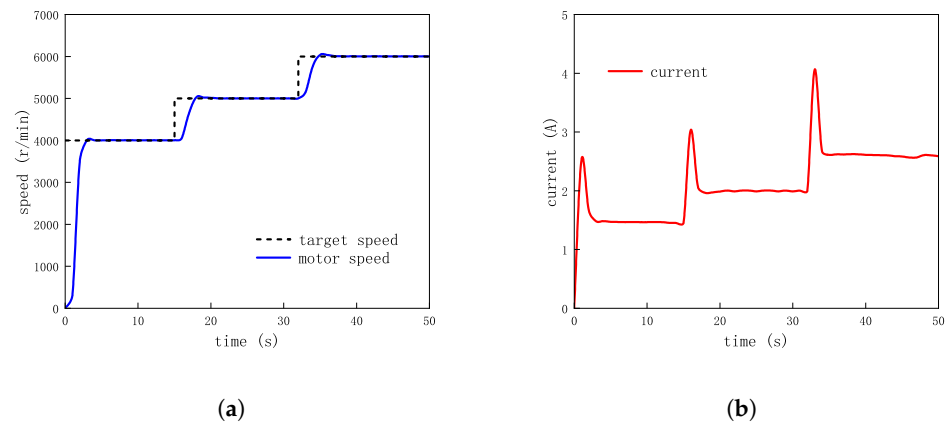 7000
6000
5000
4000
3000
2000
1000
0
speed (r/min)
target speed
motor speed
0 10 20 30 40 50
time (s)
(a)
5
4
3
2
1
0
current (A)
current
0 10 20 30 40 50
time (s)
(b)